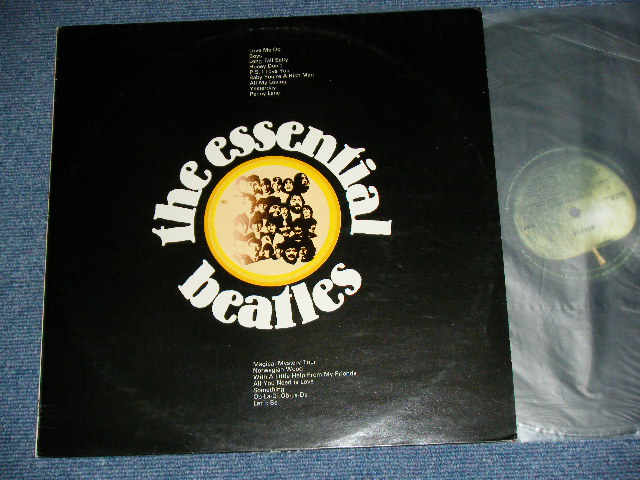 Love Me Do
Boys
Long Tall Sally
Honey Don't
P.S. I Love You
Baby You're A Rich Man
All My Loving
Yesterday
Penny Lane
the essential
beatles
Magical Mystery Tour
Norwegian Wood
With A Little Help From My Friends
All You Need Is Love
Something
Ob-La-Di, Ob-La-Da
Let It Be